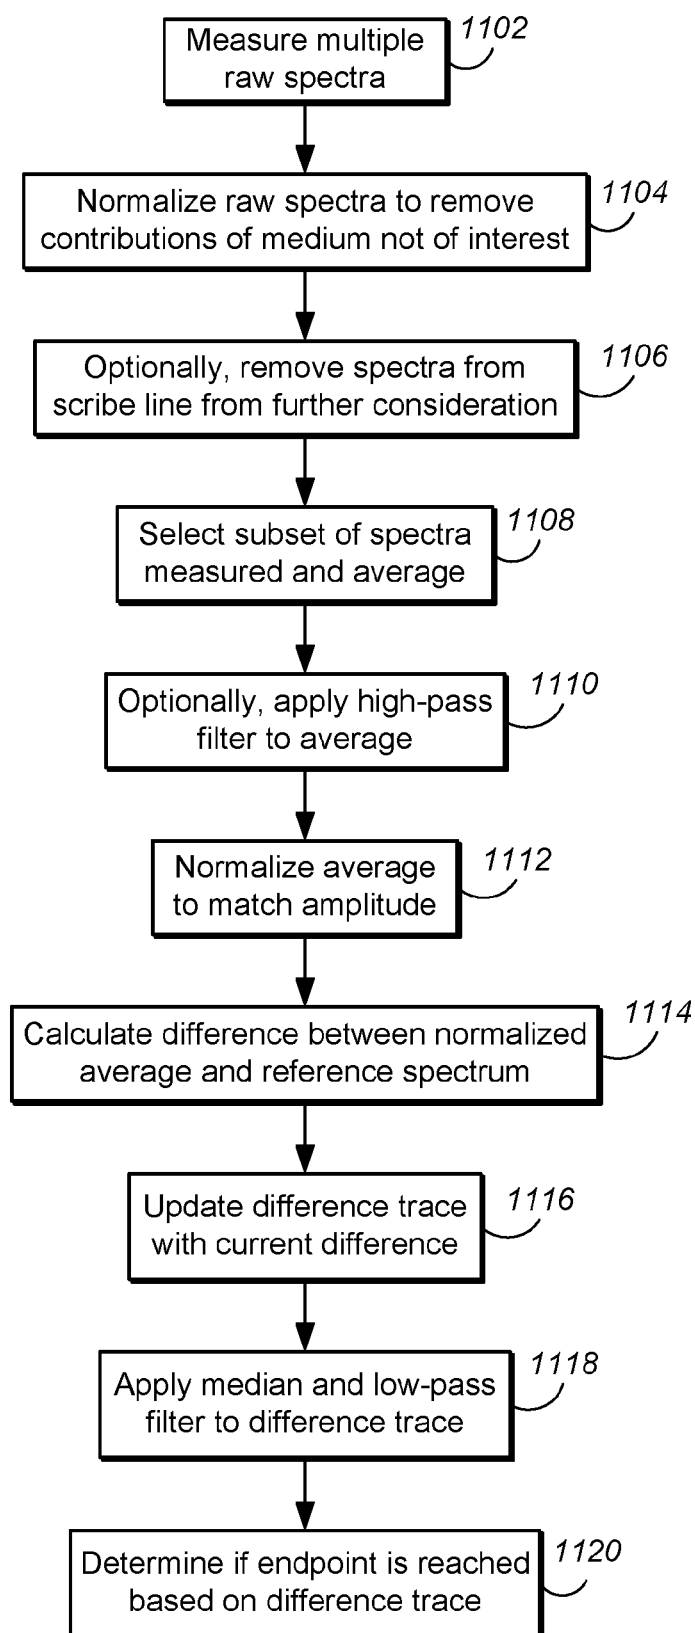 Measure multiple
raw spectra
1102
Normalize raw spectra to remove
contributions of medium not of interest
1104
Optionally, remove spectra from
scribe line from further consideration
1106
Select subset of spectra
measured and average
1108
Optionally, apply high-pass
filter to average
1110
Normalize average
to match amplitude
1112
Calculate difference between normalized
average and reference spectrum
1114
Update difference trace
with current difference
1116
Apply median and low-pass
filter to difference trace
1118
Determine if endpoint is reached
based on difference trace
1120